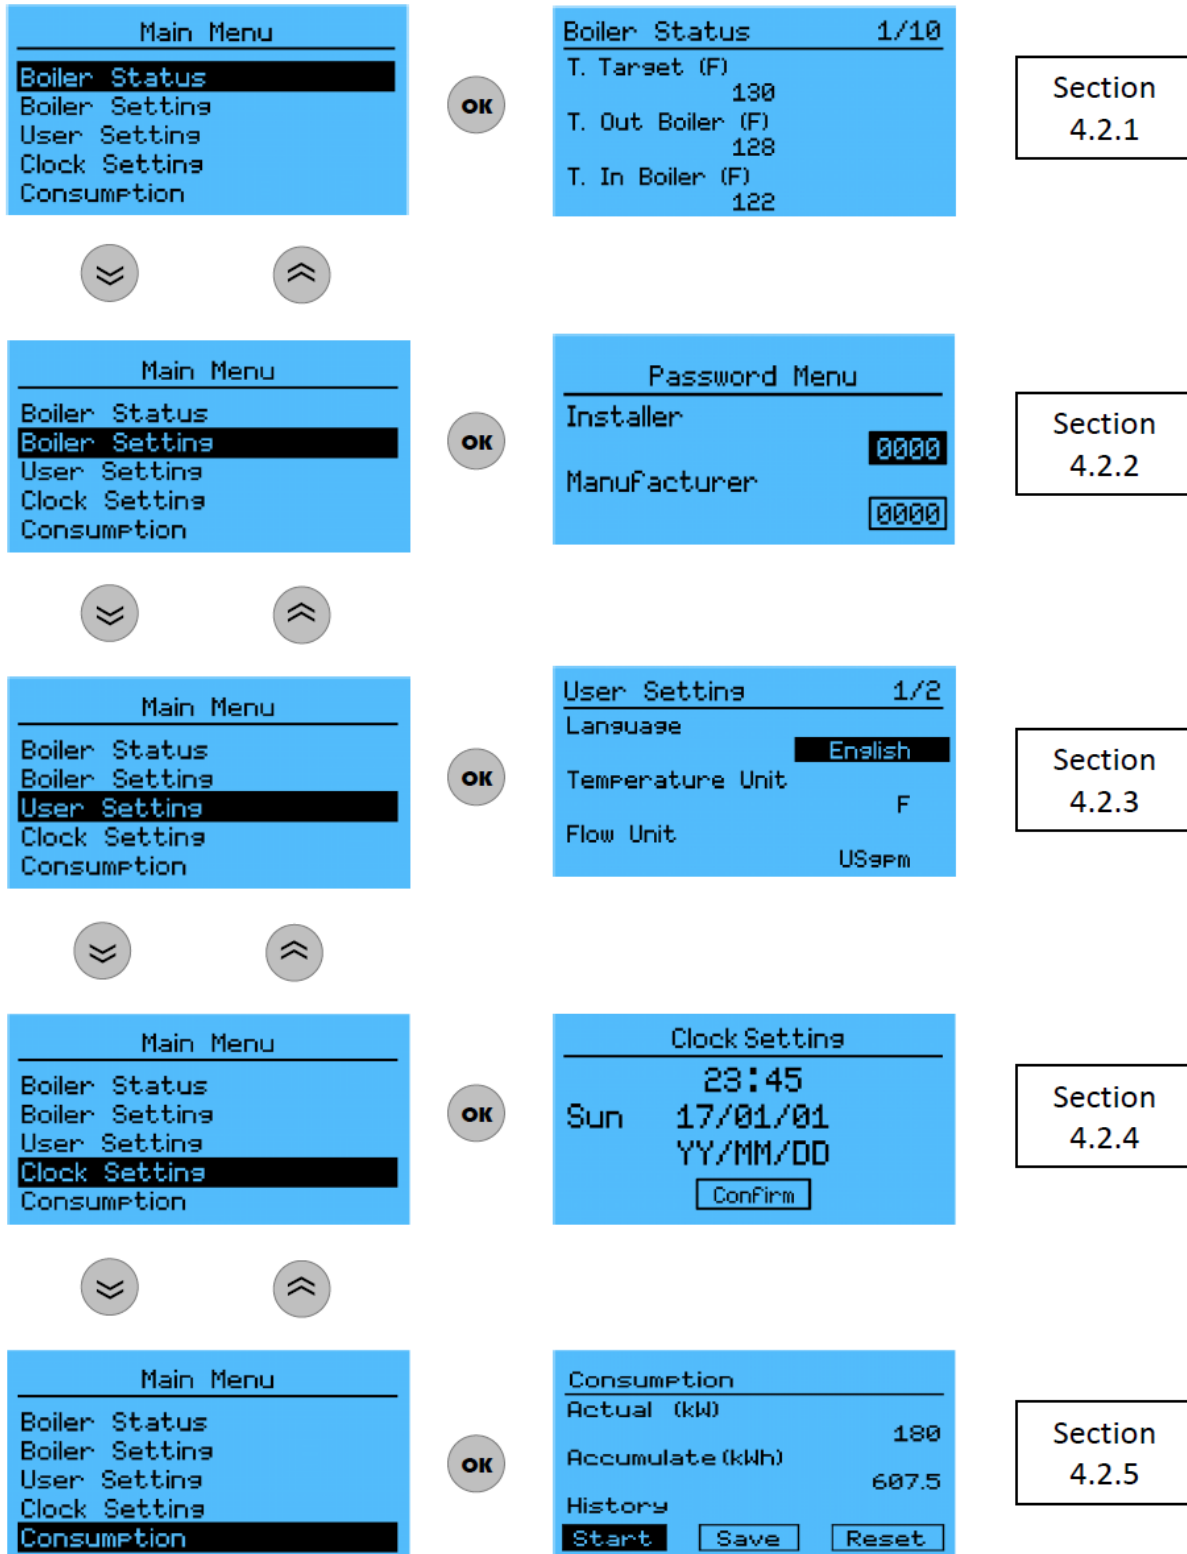 Main Menu
Boiler Status
Boiler Setting
User Setting
Clock Setting
Consumption
OK
Boiler Status 1/10
T. Target (F)
130
T. Out Boiler (F)
128
T. In Boiler (F)
122
Section
4.2.1
Main Menu
Boiler Status
Boiler Setting
User Setting
Clock Setting
Consumption
OK
Password Menu
Installer
0000
Manufacturer
0000
Section
4.2.2
Main Menu
Boiler Status
Boiler Setting
User Setting
Clock Setting
Consumption
OK
User Setting 1/2
Language
English
Temperature Unit
F
Flow Unit
USgpm
Section
4.2.3
Main Menu
Boiler Status
Boiler Setting
User Setting
Clock Setting
Consumption
OK
Clock Setting
23:45
Sun 17/01/01
YY/MM/DD
Confirm
Section
4.2.4
Main Menu
Boiler Status
Boiler Setting
User Setting
Clock Setting
Consumption
OK
Consumption
Actual (kW)
180
Accumulate (kWh)
607.5
History
Start Save Reset
Section
4.2.5